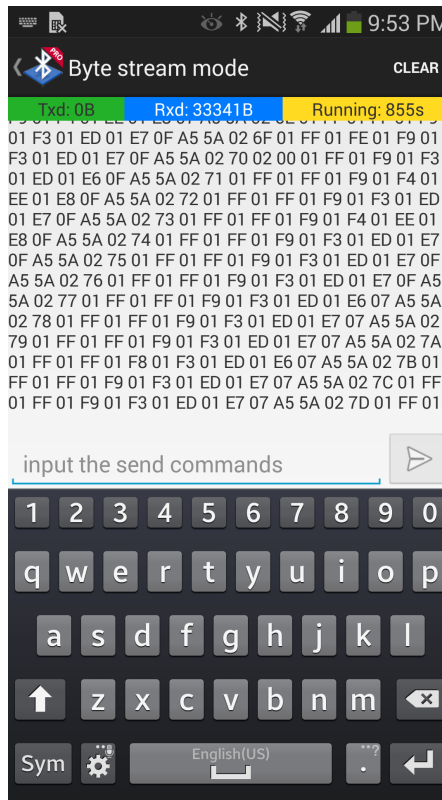 9:53 PM
PRO
Byte stream mode
CLEAR
Txd: 0B Rxd: 33341B Running: 855s
01 F3 01 ED 01 E7 0F A5 5A 02 6F 01 FF 01 FE 01 F9 01
F3 01 ED 01 E7 0F A5 5A 02 70 02 00 01 FF 01 F9 01 F3
01 ED 01 E6 0F A5 5A 02 71 01 FF 01 FF 01 F9 01 F4 01
EE 01 E8 0F A5 5A 02 72 01 FF 01 FF 01 F9 01 F3 01 ED
01 E7 0F A5 5A 02 73 01 FF 01 FF 01 F9 01 F4 01 EE 01
E8 0F A5 5A 02 74 01 FF 01 FF 01 F9 01 F3 01 ED 01 E7
0F A5 5A 02 75 01 FF 01 FF 01 F9 01 F3 01 ED 01 E7 0F
A5 5A 02 76 01 FF 01 FF 01 F9 01 F3 01 ED 01 E7 0F A5
5A 02 77 01 FF 01 FF 01 F9 01 F3 01 ED 01 E6 07 A5 5A
02 78 01 FF 01 FF 01 F9 01 F3 01 ED 01 E7 07 A5 5A 02
79 01 FF 01 FF 01 F9 01 F3 01 ED 01 E7 07 A5 5A 02 7A
01 FF 01 FF 01 F8 01 F3 01 ED 01 E6 07 A5 5A 02 7B 01
FF 01 FF 01 F9 01 F3 01 ED 01 E7 07 A5 5A 02 7C 01 FF
01 FF 01 F9 01 F3 01 ED 01 E7 07 A5 5A 02 7D 01 FF 01
input the send commands
1 2 3 4 5 6 7 8 9 0
q w e r t y u i o p
a s d f g h j k l
z x c v b n m
Sym English(US) . ?